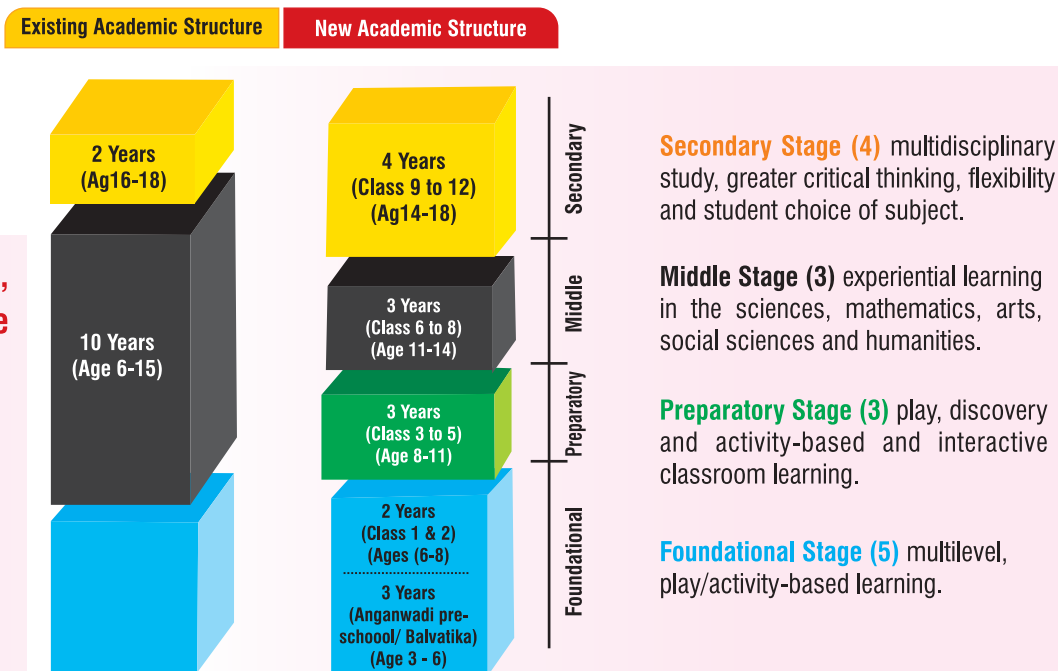 Existing Academic Structure
New Academic Structure
2 Years
(Ag16-18)
10 Years
(Age 6-15)
4 Years
(Class 9 to 12)
(Ag14-18)
3 Years
(Class 6 to 8)
(Age 11-14)
3 Years
(Class 3 to 5)
(Age 8-11)
2 Years
(Class 1 & 2)
(Ages (6-8)
3 Years
(Anganwadi pre-
schoool/ Balvatika)
(Age 3 - 6)
Secondary
Middle
Preparatory
Foundational
Secondary Stage (4) multidisciplinary
study, greater critical thinking, flexibility
and student choice of subject.
Middle Stage (3) experiential learning
in the sciences, mathematics, arts,
social sciences and humanities.
Preparatory Stage (3) play, discovery
and activity-based and interactive
classroom learning.
Foundational Stage (5) multilevel,
play/activity-based learning.